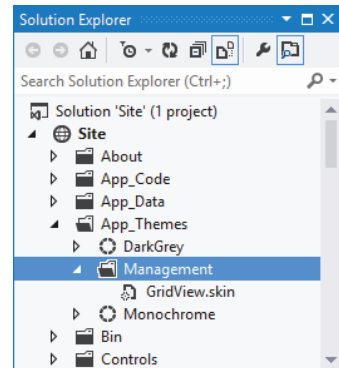 Solution Explorer
Search Solution Explorer (Ctrl+;)
Solution 'Site' (1 project)
Site
About
App_Code
App_Data
App_Themes
DarkGrey
Management
GridView.skin
Monochrome
Bin
Controls